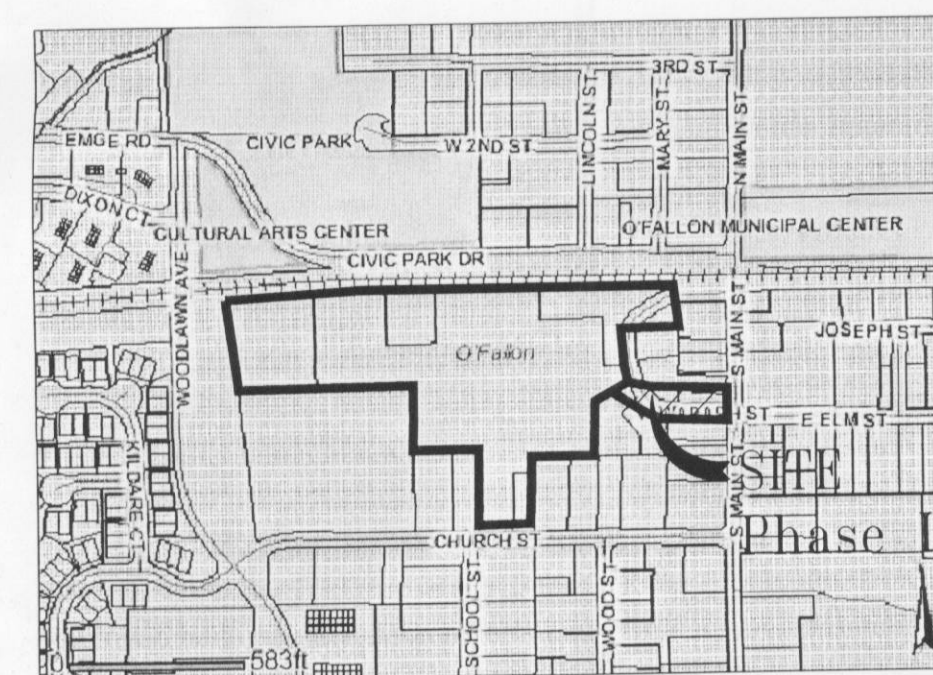 3RD ST
EMGE RD
CIVIC PARK
W 2ND ST
LINCOLN ST
MARY ST
N MAIN ST
DIXON CT
CULTURAL ARTS CENTER
O'FALLON MUNICIPAL CENTER
CIVIC PARK DR
WOODLAWN AVE
S MAIN ST
JOSEPH ST
O'Fallon
ST
E ELM ST
KILDARE CT
S MAIN ST
SITE
CHURCH ST
Phase
SCHOOL ST
WOOD ST
0
583ft